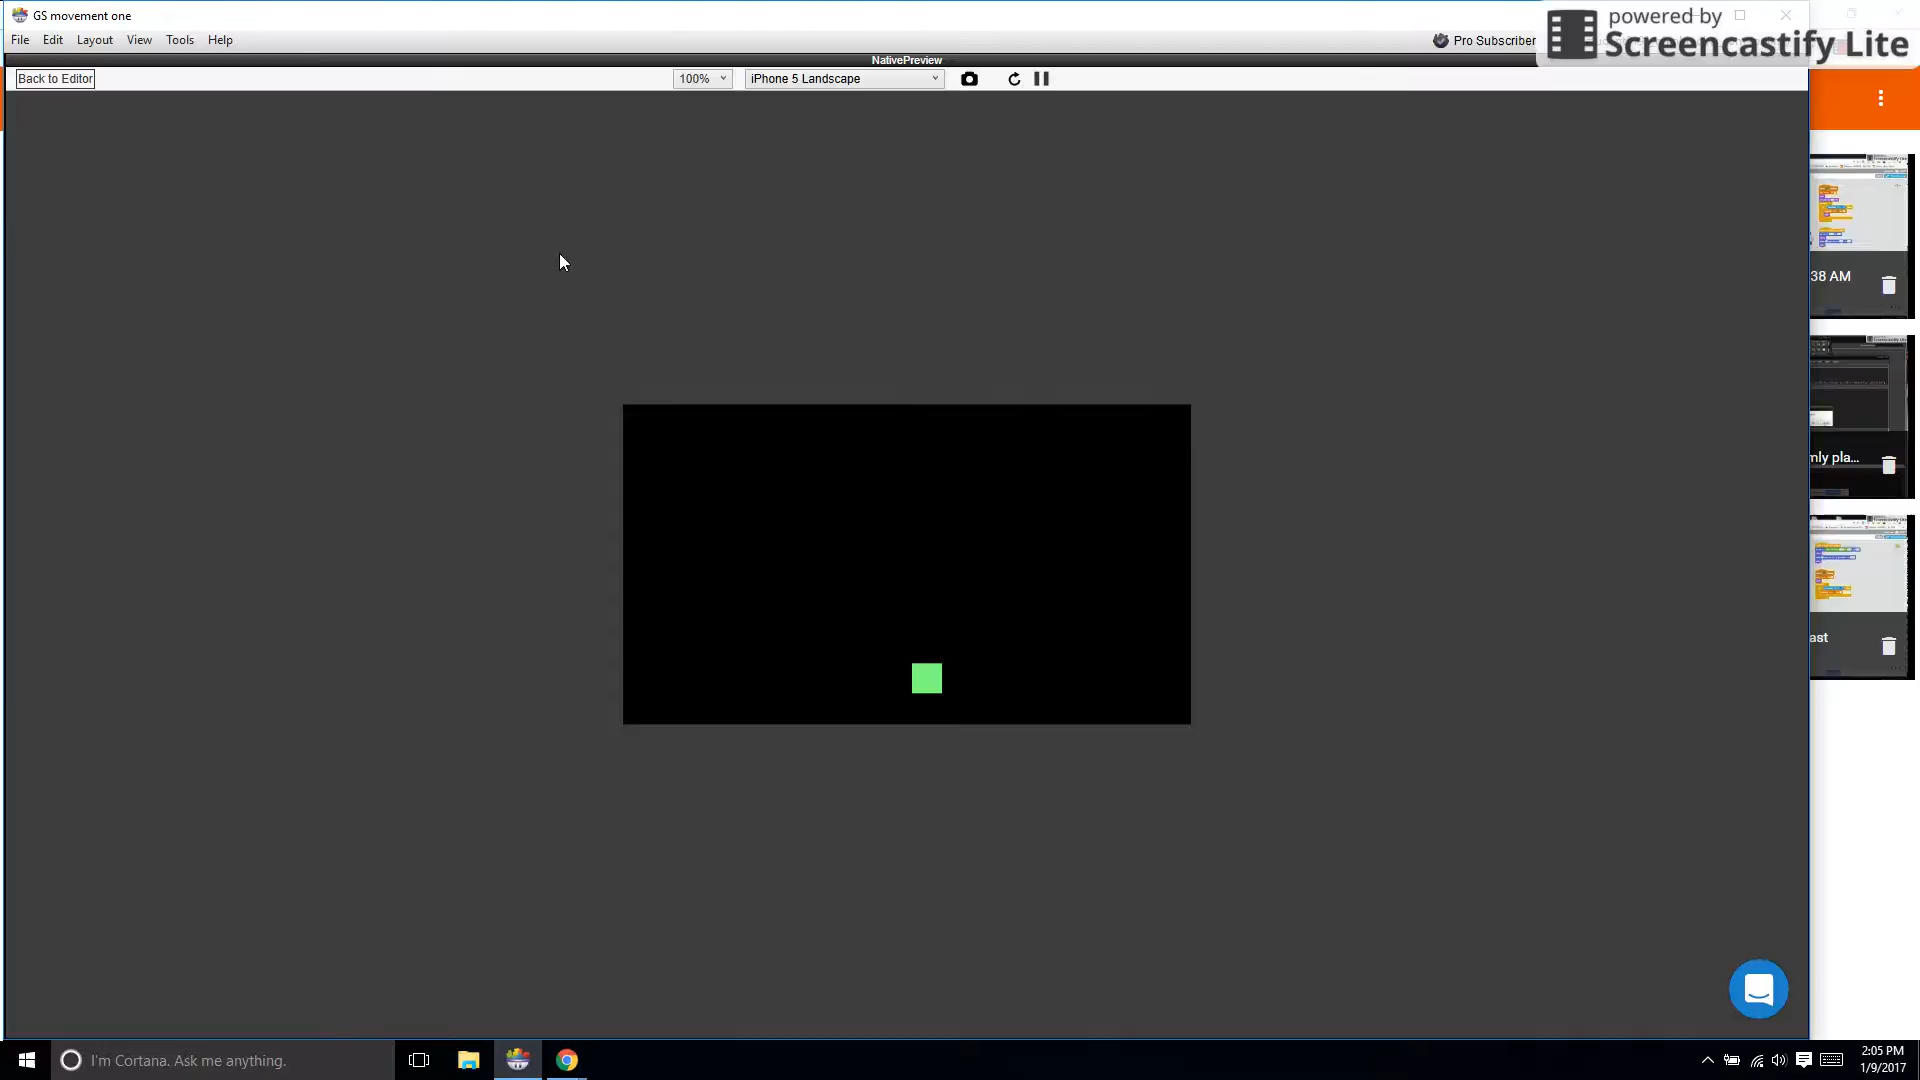 GS movement one
powered by
Screencastify Lite
File Edit Layout View Tools Help
Pro Subscriber
NativePreview
Back to Editor
100%
iPhone 5 Landscape
38 AM
mly pla...
ast
I'm Cortana. Ask me anything.
2:05 PM
1/9/2017